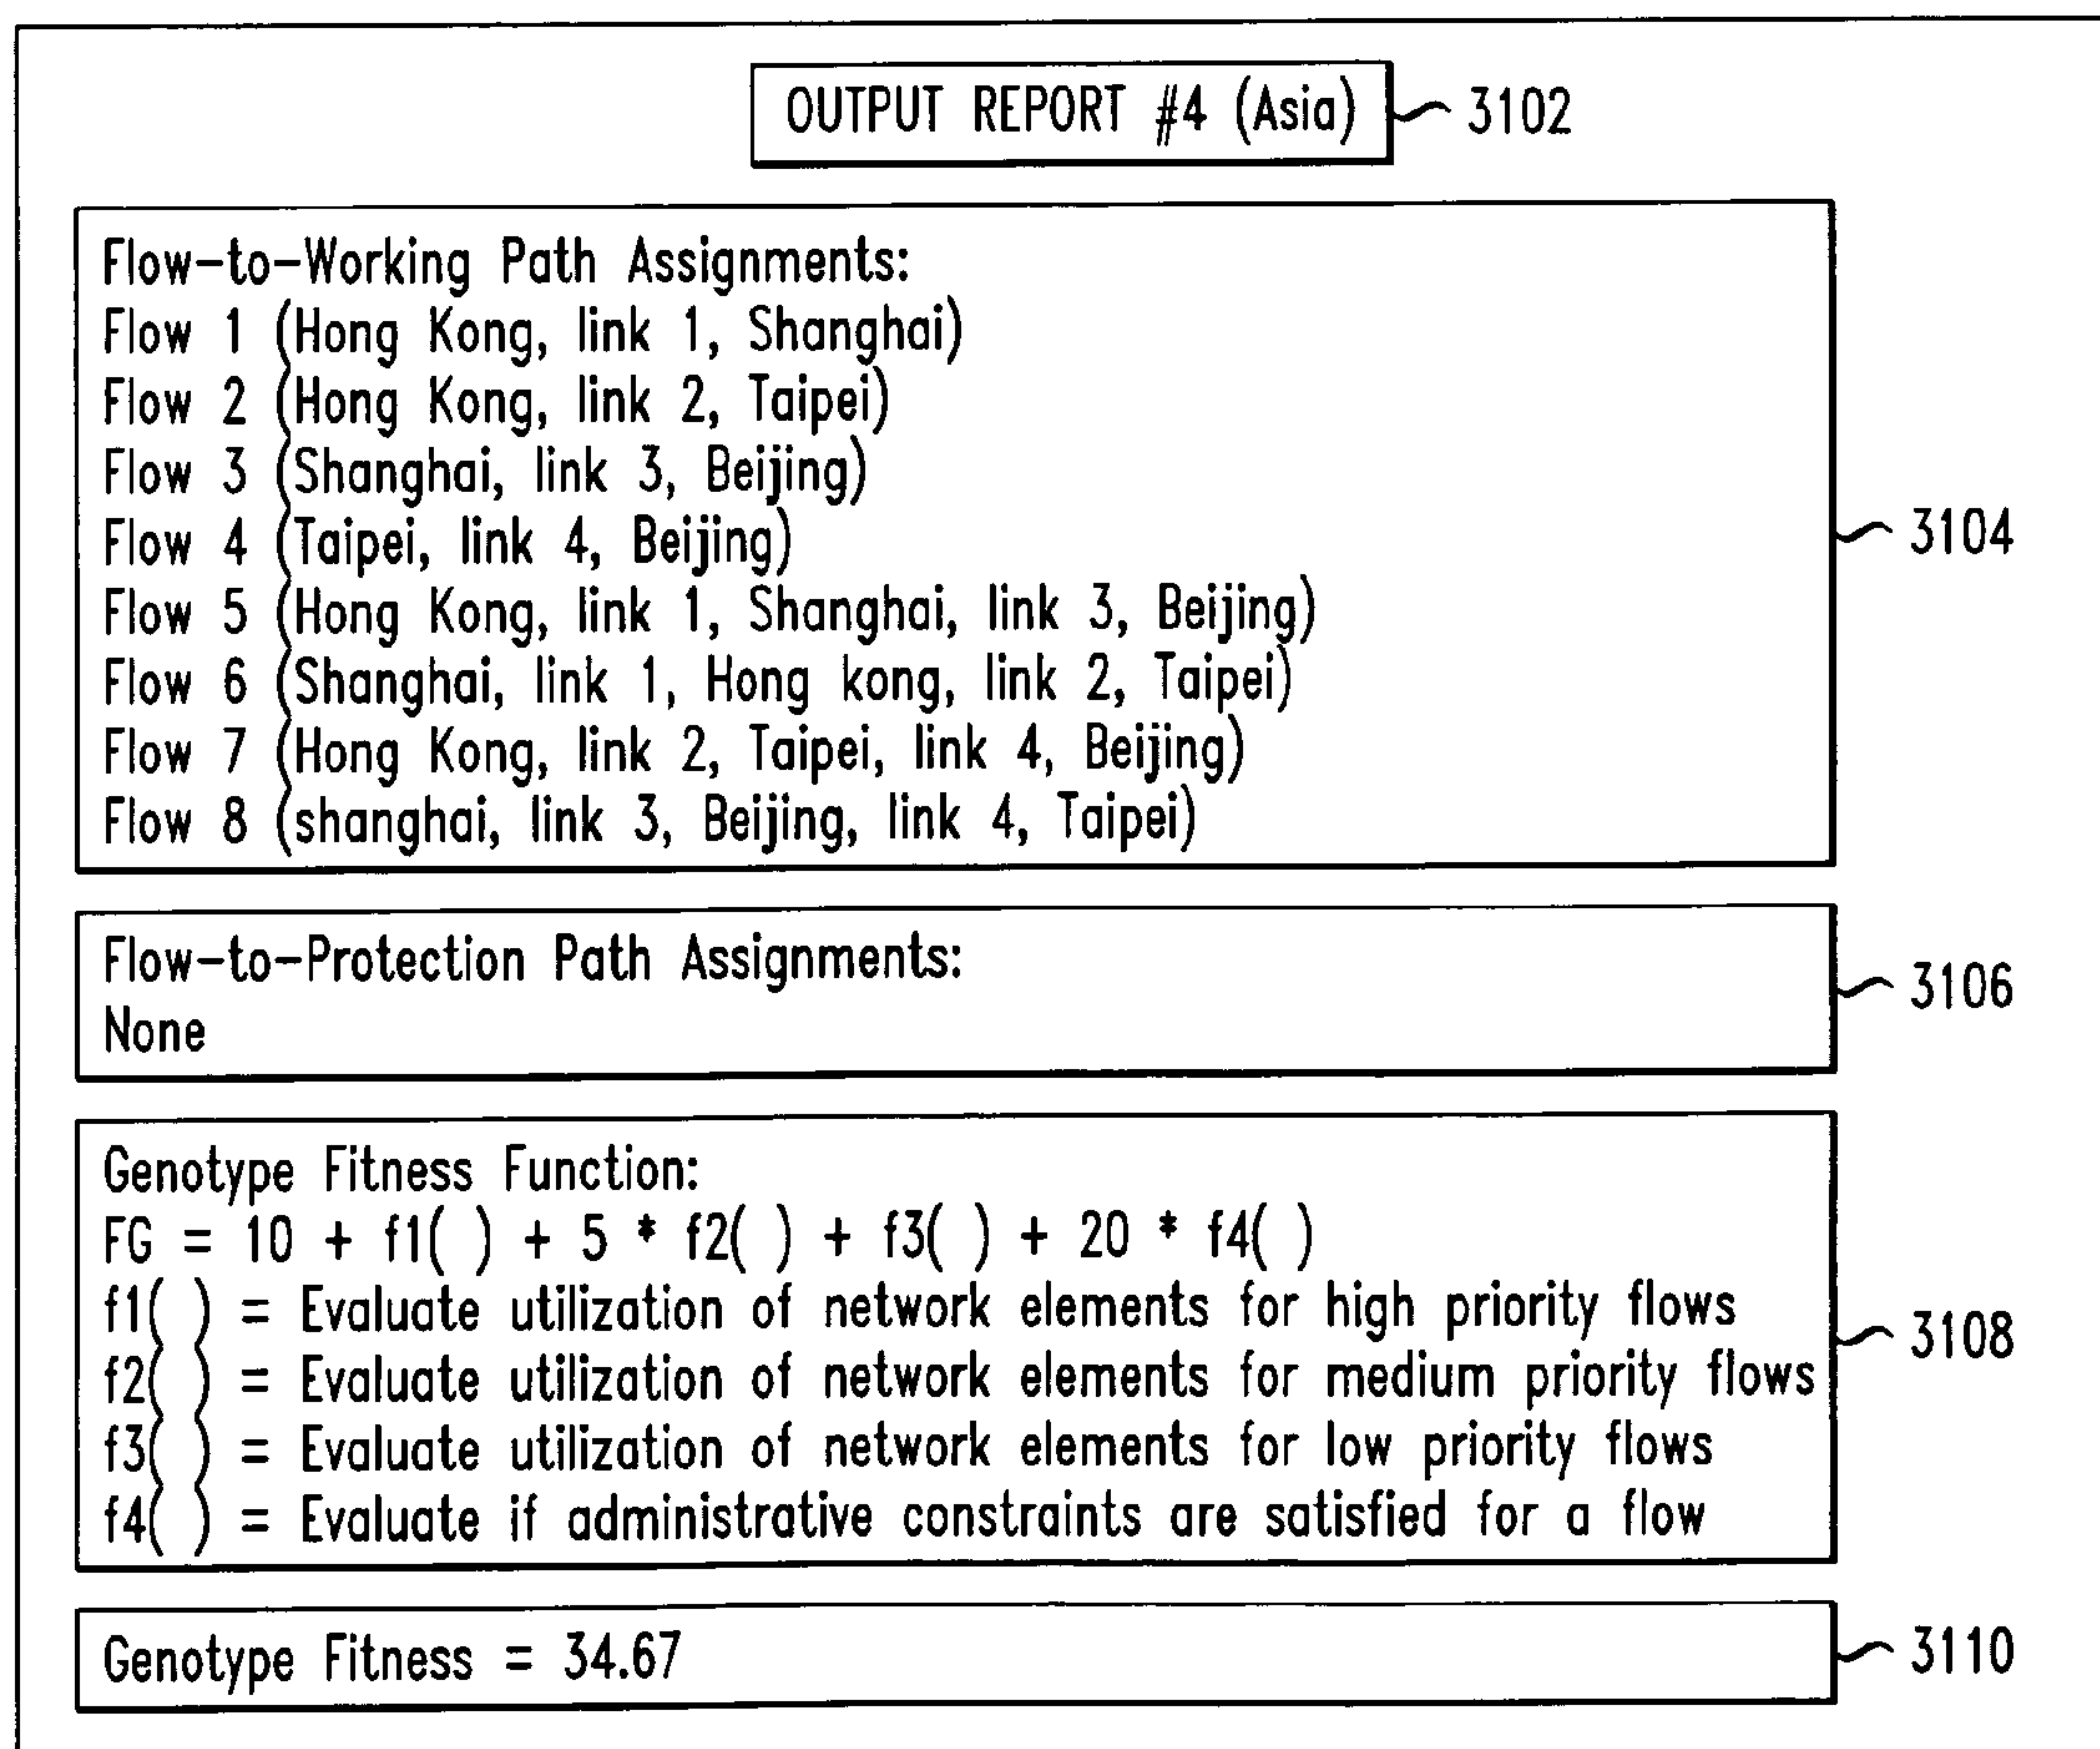 OUTPUT REPORT #4 (Asia)
3102
Flow-to-Working Path Assignments:
Flow 1 (Hong Kong, link 1, Shanghai)
Flow 2 (Hong Kong, link 2, Taipei)
Flow 3 (Shanghai, link 3, Beijing)
Flow 4 (Taipei, link 4, Beijing)
Flow 5 (Hong Kong, link 1, Shanghai, link 3, Beijing)
Flow 6 (Shanghai, link 1, Hong kong, link 2, Taipei)
Flow 7 (Hong Kong, link 2, Taipei, link 4, Beijing)
Flow 8 (shanghai, link 3, Beijing, link 4, Taipei)
3104
Flow-to-Protection Path Assignments:
None
3106
Genotype Fitness Function:
FG = 10 + f1( ) + 5 * f2( ) + f3( ) + 20 * f4( )
f1( ) = Evaluate utilization of network elements for high priority flows
f2( ) = Evaluate utilization of network elements for medium priority flows
f3( ) = Evaluate utilization of network elements for low priority flows
f4( ) = Evaluate if administrative constraints are satisfied for a flow
3108
Genotype Fitness = 34.67
3110